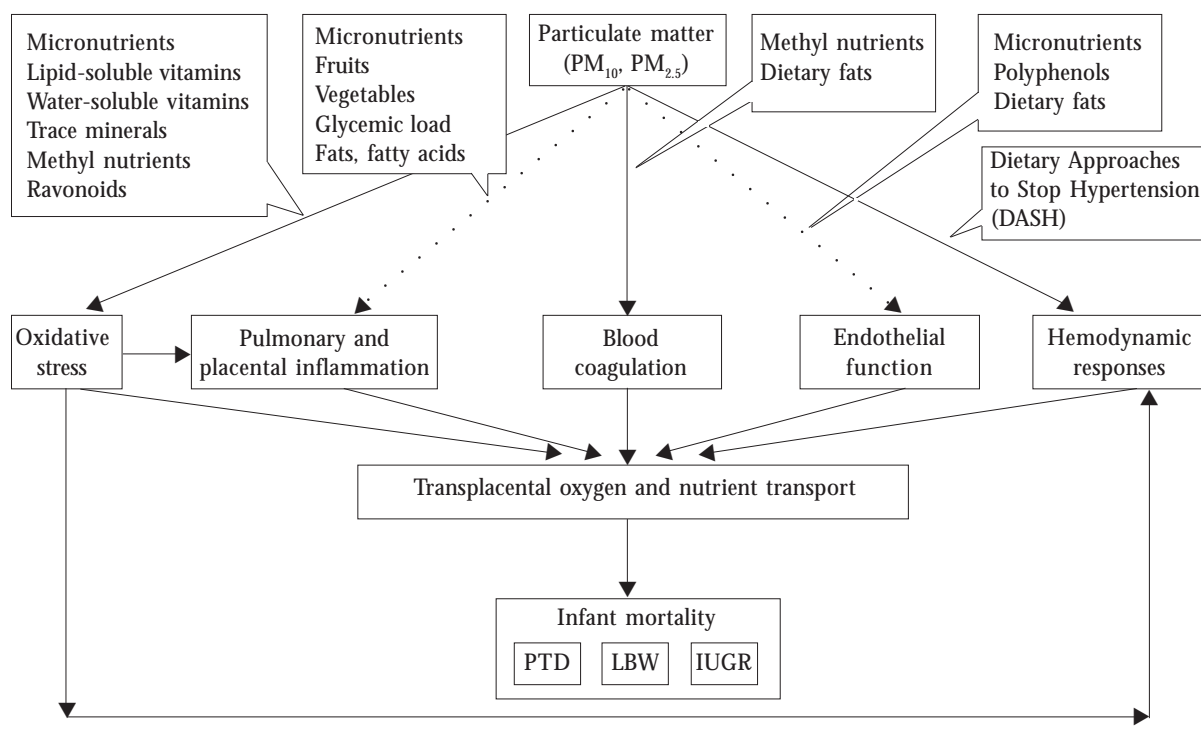 Micronutrients
Lipid-soluble vitamins
Water-soluble vitamins
Trace minerals
Methyl nutrients
Ravonoids
Micronutrients
Fruits
Vegetables
Glycemic load
Fats, fatty acids
Particulate matter
(PM₁₀, PM₂.₅)
Methyl nutrients
Dietary fats
Micronutrients
Polyphenols
Dietary fats
Dietary Approaches
to Stop Hypertension
(DASH)
Oxidative
stress
Pulmonary and
placental inflammation
Blood
coagulation
Endothelial
function
Hemodynamic
responses
Transplacental oxygen and nutrient transport
Infant mortality
PTD
LBW
IUGR